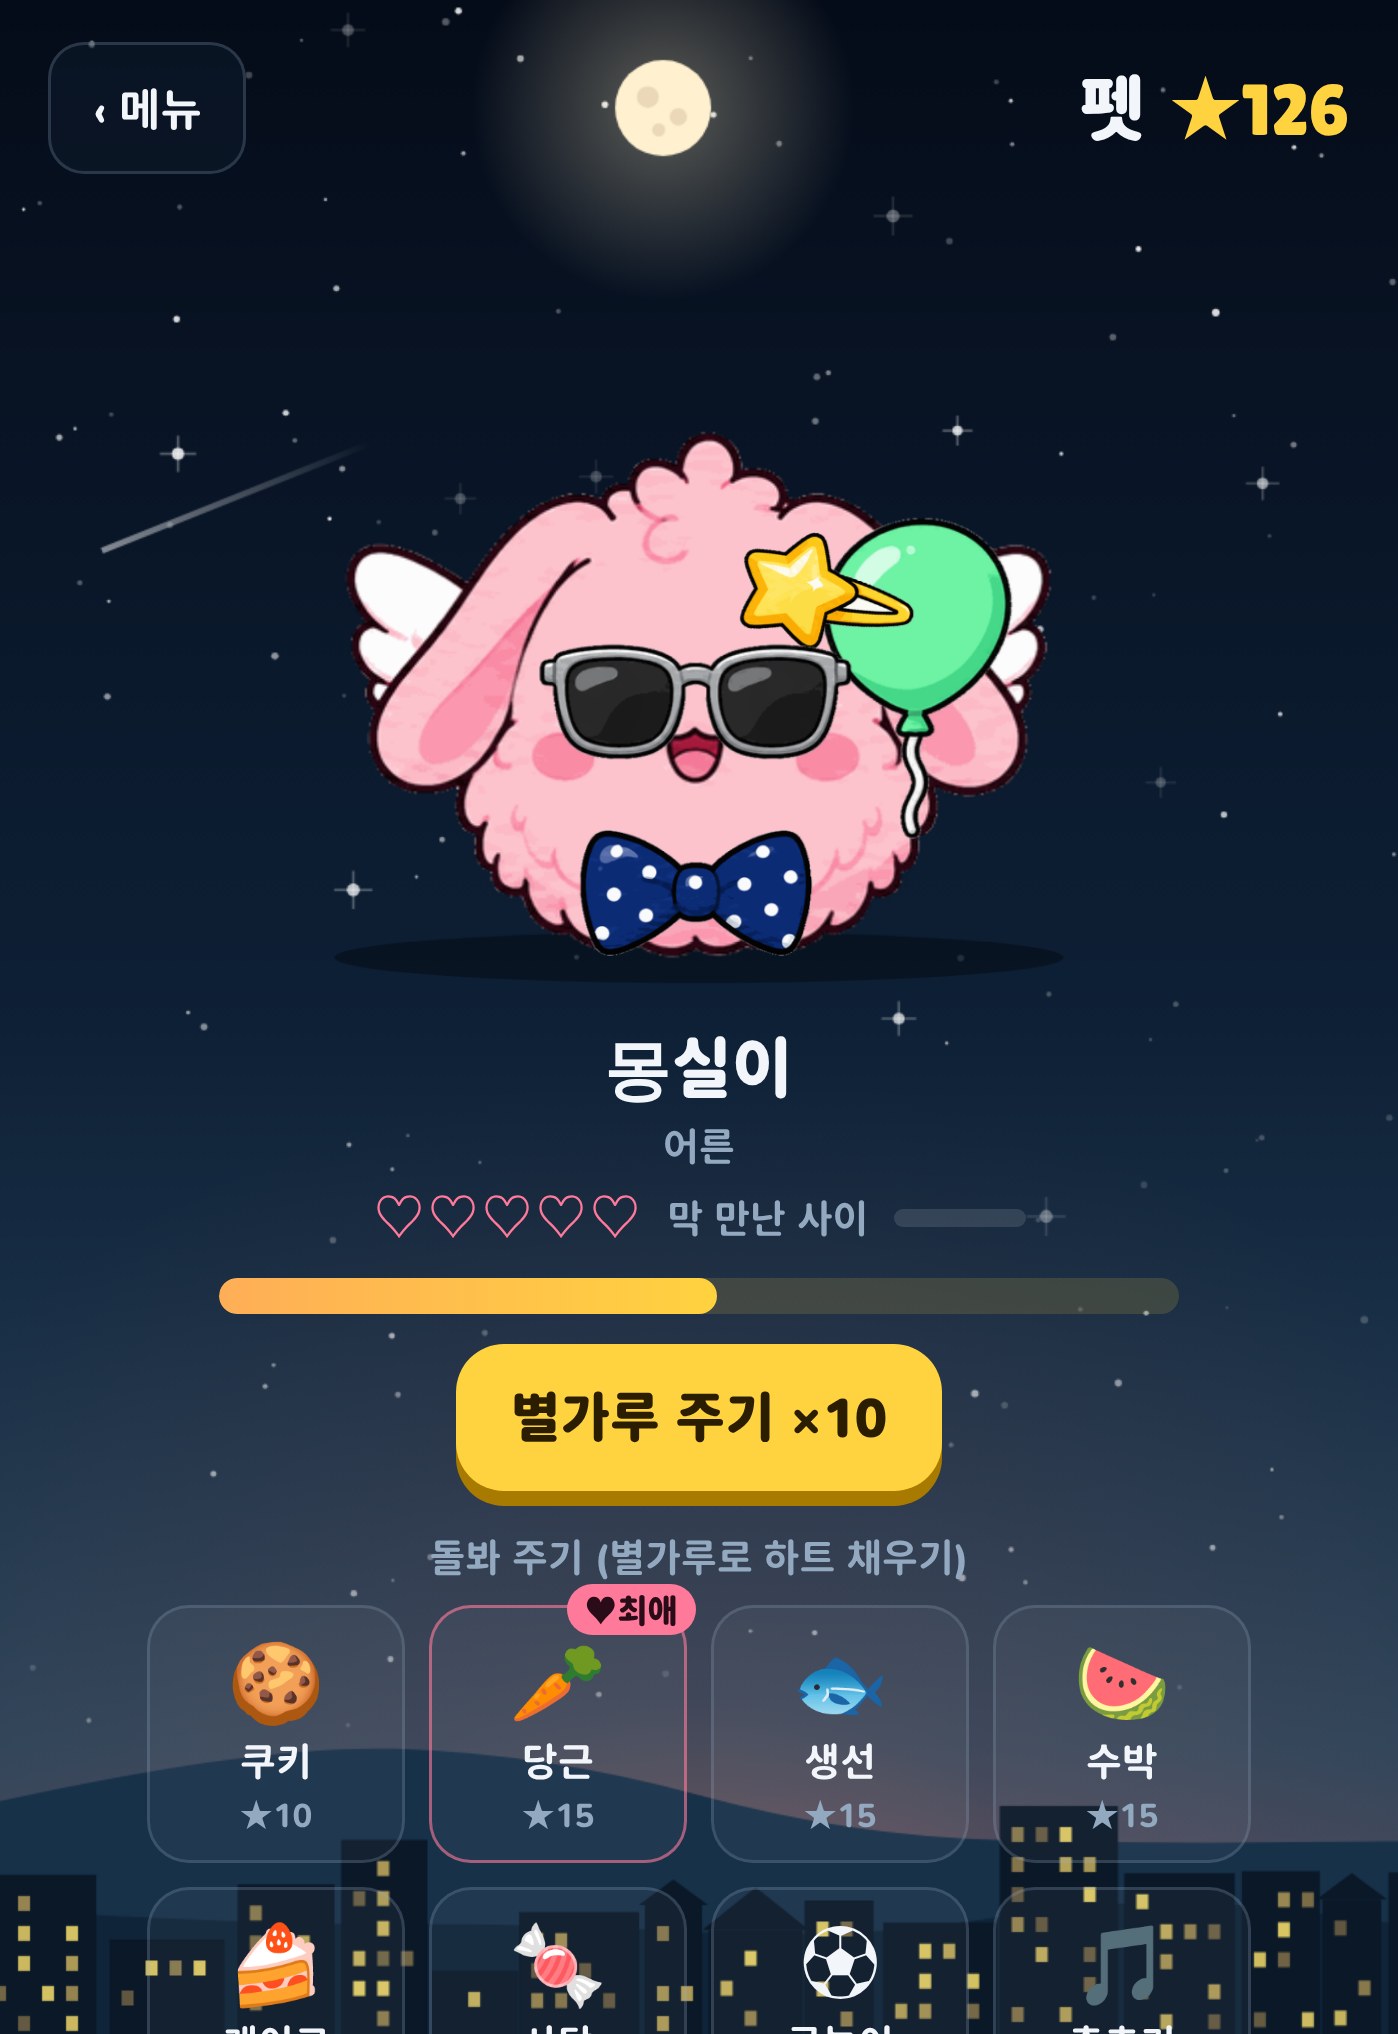 ‹ 메뉴
펫 ★126
몽실이
어른
♡♡♡♡♡ 막 만난 사이
별가루 주기 ×10
돌봐 주기 (별가루로 하트 채우기)
♥최애
쿠키 당근 생선 수박
★10 ★15 ★15 ★15